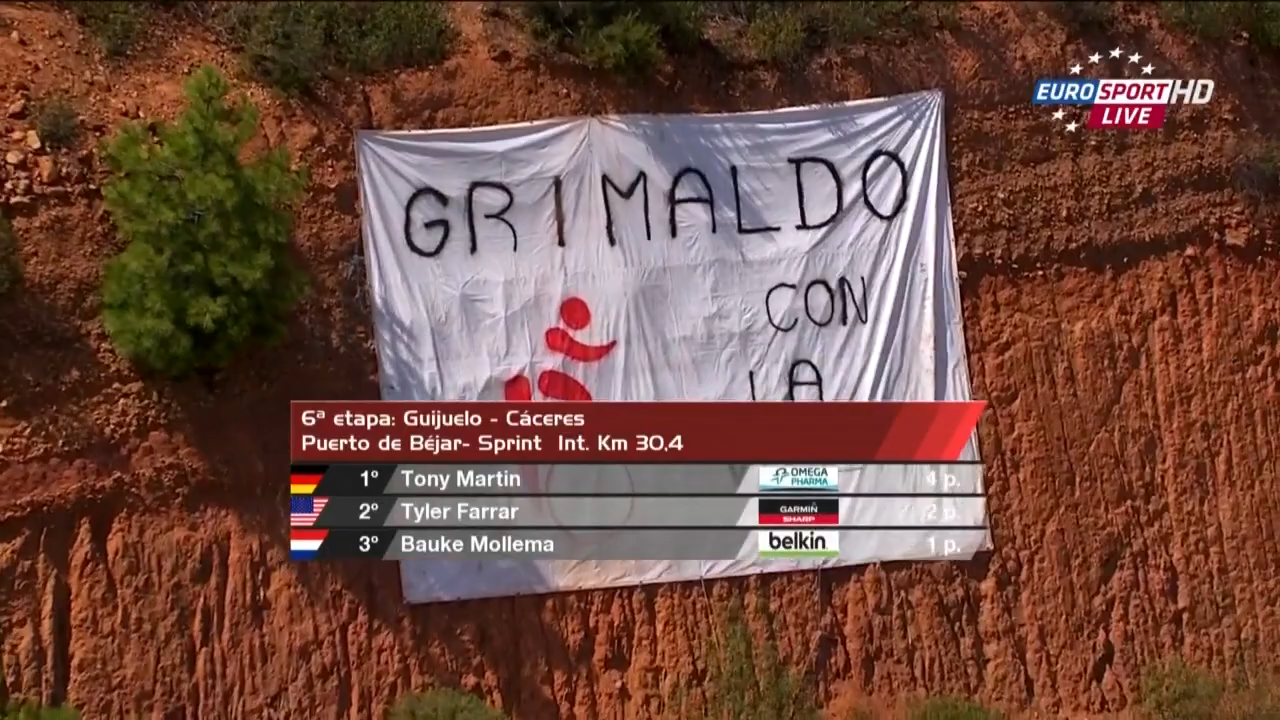 EUROSPORT HD
LIVE
GRIMALDO
CON
LA
6ª etapa: Guijuelo - Cáceres
Puerto de Béjar- Sprint Int. Km 30,4
1º Tony Martin OMEGA PHARMA 4 p.
2º Tyler Farrar GARMIN SHARP 2 p.
3º Bauke Mollema belkin 1 p.